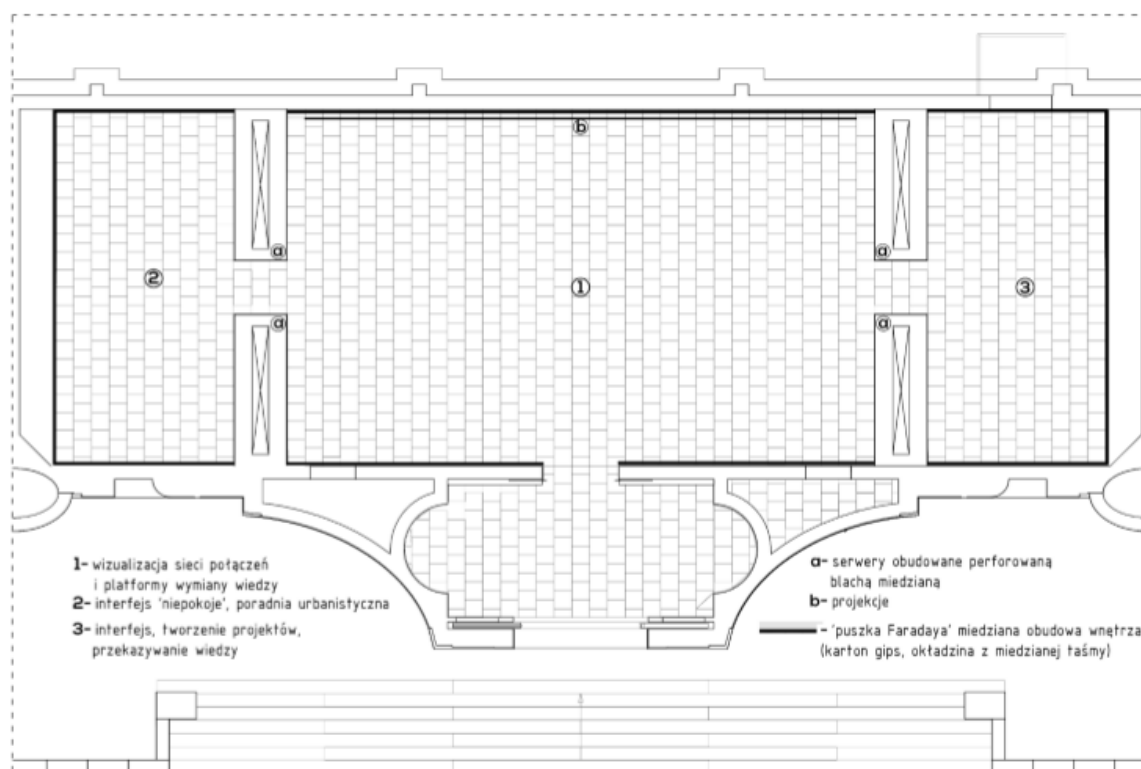 b
a
a
2
1
3
a
a
1- wizualizacja sieci połączeń
i platformy wymiany wiedzy
2- interfejs 'niepokoje', poradnia urbanistyczna
3- interfejs, tworzenie projektów,
przekazywanie wiedzy
a- serwery obudowane perforowaną
blachą miedzianą
b- projekcje
- 'puszka Faradaya' miedziana obudowa wnętrza
(karton gips, okładzina z miedzianej taśmy)